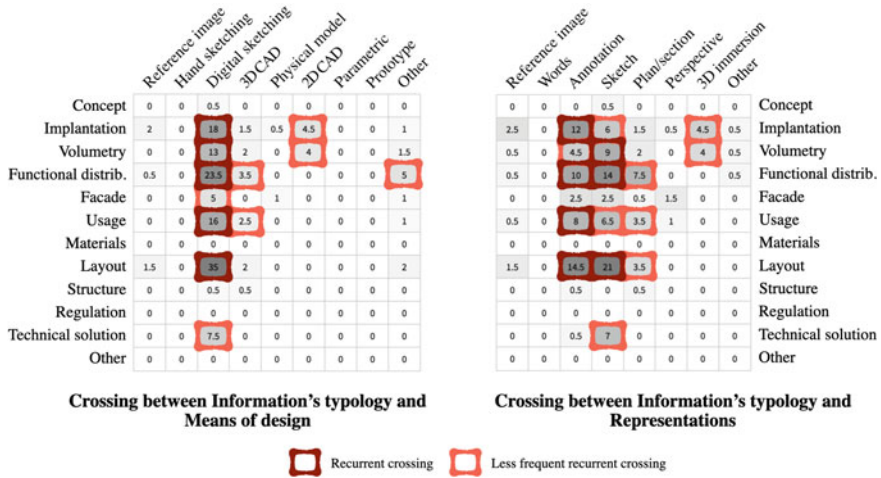 Reference image
Hand sketching
Digital sketching
3DCAD
Physical model
2DCAD
Parametric
Prototype
Other
Concept 0 0 0.5 0 0 0 0 0 0
Implantation 2 0 18 1.5 0.5 4.5 0 0 1
Volumetry 0 0 13 2 0 4 0 0 1.5
Functional distrib. 0.5 0 23.5 3.5 0 0 0 0 5
Facade 0 0 5 0 1 0 0 0 1
Usage 0 0 16 2.5 0 0 0 0 1
Materials 0 0 0 0 0 0 0 0 0
Layout 1.5 0 35 2 0 0 0 0 2
Structure 0 0 0.5 0.5 0 0 0 0 0
Regulation 0 0 0 0 0 0 0 0 0
Technical solution 0 0 7.5 0 0 0 0 0 0
Other 0 0 0 0 0 0 0 0 0
Crossing between Information's typology and
Means of design
Reference image
Words
Annotation
Sketch
Plan/section
Perspective
3D immersion
Other
0 0 0 0.5 0 0 0 0 Concept
2.5 0 12 6 1.5 0.5 4.5 0.5 Implantation
0.5 0 4.5 9 2 0 4 0.5 Volumetry
0 0 10 14 7.5 0 0 0.5 Functional distrib.
0 0 2.5 2.5 0.5 1.5 0 0 Facade
0.5 0 8 6.5 3.5 1 0 0 Usage
0 0 0 0 0 0 0 0 Materials
1.5 0 14.5 21 3.5 0 0 0 Layout
0 0 0.5 0 0.5 0 0 0 Structure
0 0 0 0 0 0 0 0 Regulation
0 0 0.5 7 0 0 0 0 Technical solution
0 0 0 0 0 0 0 0 Other
Crossing between Information's typology and
Representations
Recurrent crossing
Less frequent recurrent crossing